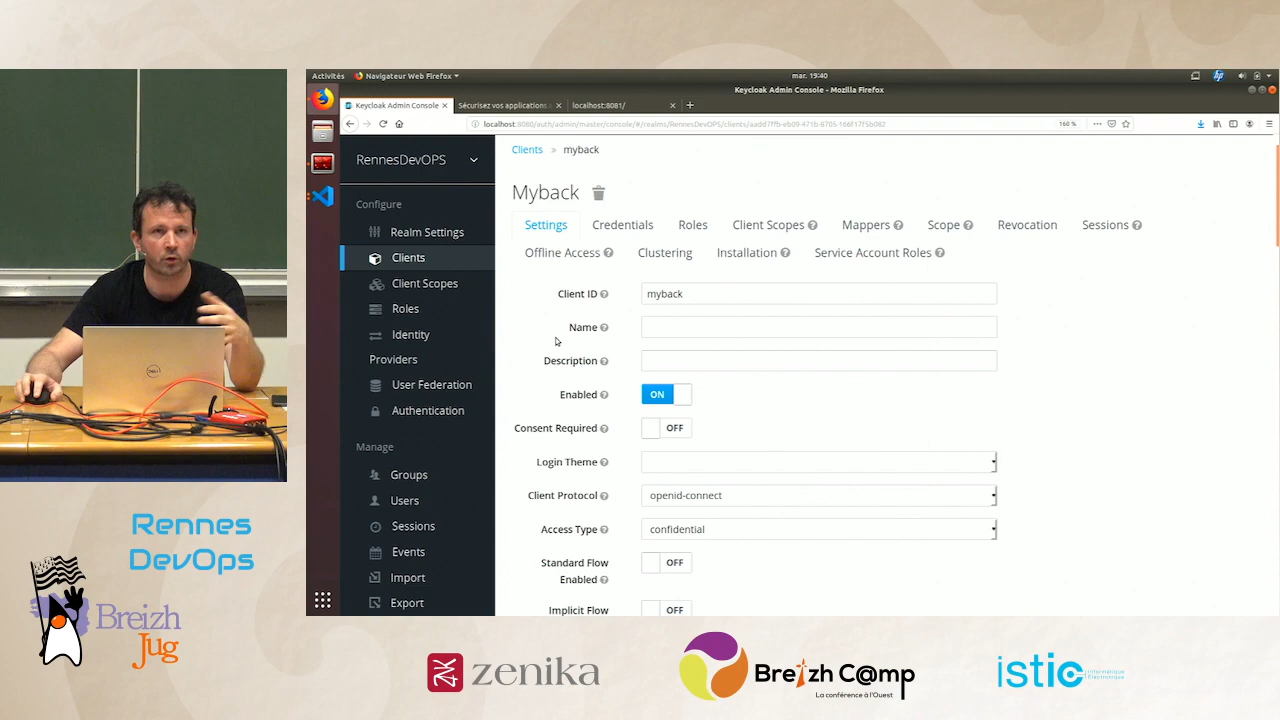 Activités
Navigateur Web Firefox
mar. 19:40
Keycloak Admin Console - Mozilla Firefox
Keycloak Admin Console
Sécurisez vos applications
localhost:8081/
160 %
RennesDevOPS
Configure
Realm Settings
Clients
Client Scopes
Roles
Identity
Providers
User Federation
Authentication
Manage
Groups
Users
Sessions
Events
Import
Export
Clients » myback
Myback
Settings Credentials Roles Client Scopes Mappers Scope Revocation Sessions
Offline Access Clustering Installation Service Account Roles
Client ID myback
Name
Description
Enabled ON
Consent Required OFF
Login Theme
Client Protocol openid-connect
Access Type confidential
Standard Flow OFF
Enabled
Implicit Flow OFF
DELL
Rennes
DevOps
Breizh
Jug
zenika
BreizhC@mp
La conférence à l'Ouest
istic
Informatique
Électronique